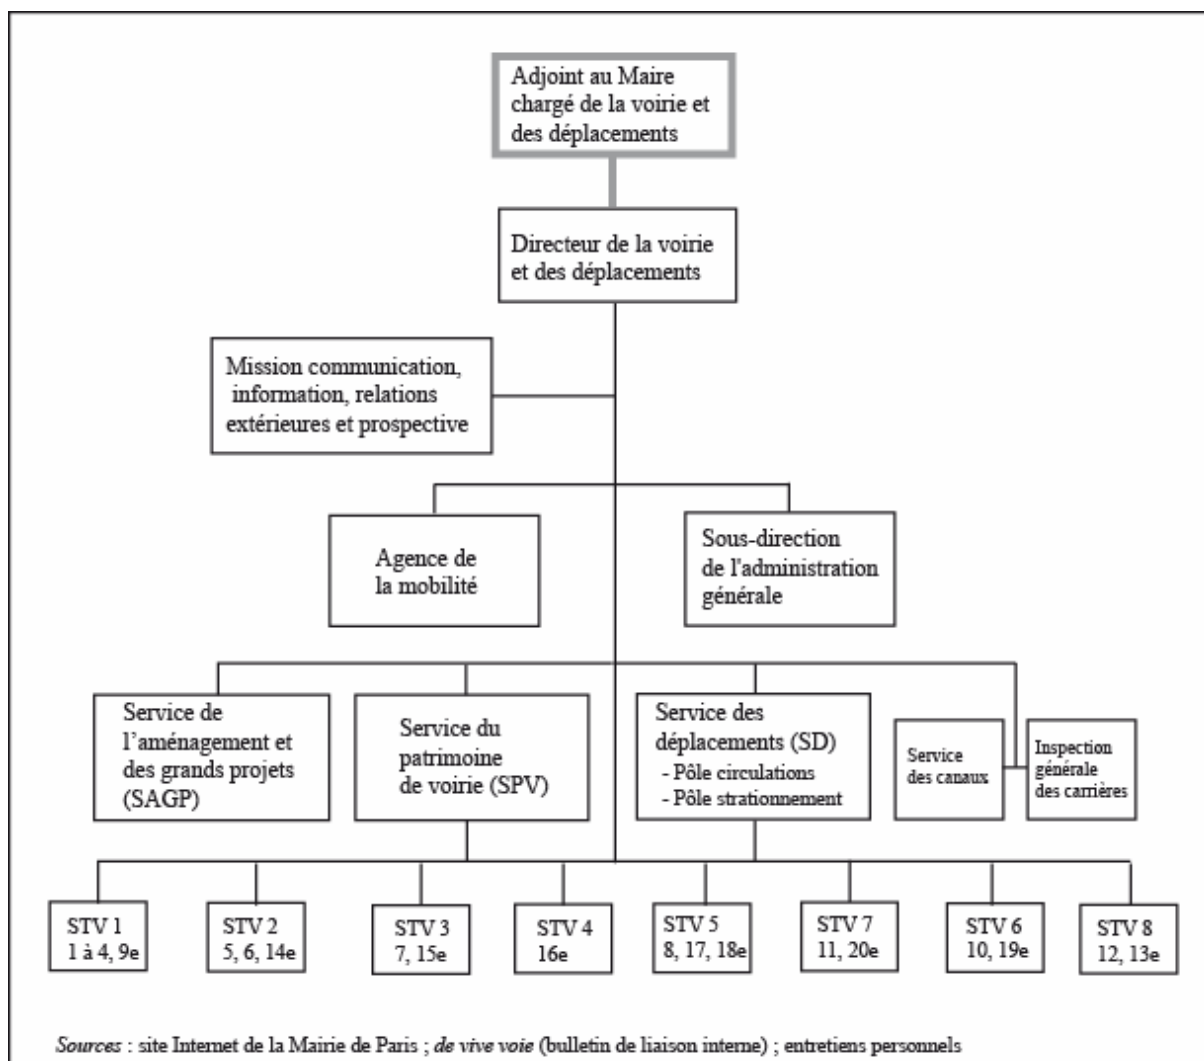 Adjoint au Maire
chargé de la voirie et
des déplacements
Directeur de la voirie
et des déplacements
Mission communication,
information, relations
extérieures et prospective
Agence de
la mobilité
Sous-direction
de l'administration
générale
Service de
l’aménagement et
des grands projets
(SAGP)
Service du
patrimoine
de voirie (SPV)
Service des
déplacements (SD)
- Pôle circulations
- Pôle strationnement
Service
des canaux
Inspection
générale
des carrières
STV 1
1 à 4, 9e
STV 2
5, 6, 14e
STV 3
7, 15e
STV 4
16e
STV 5
8, 17, 18e
STV 7
11, 20e
STV 6
10, 19e
STV 8
12, 13e
Sources : site Internet de la Mairie de Paris ; de vive voie (bulletin de liaison interne) ; entretiens personnels